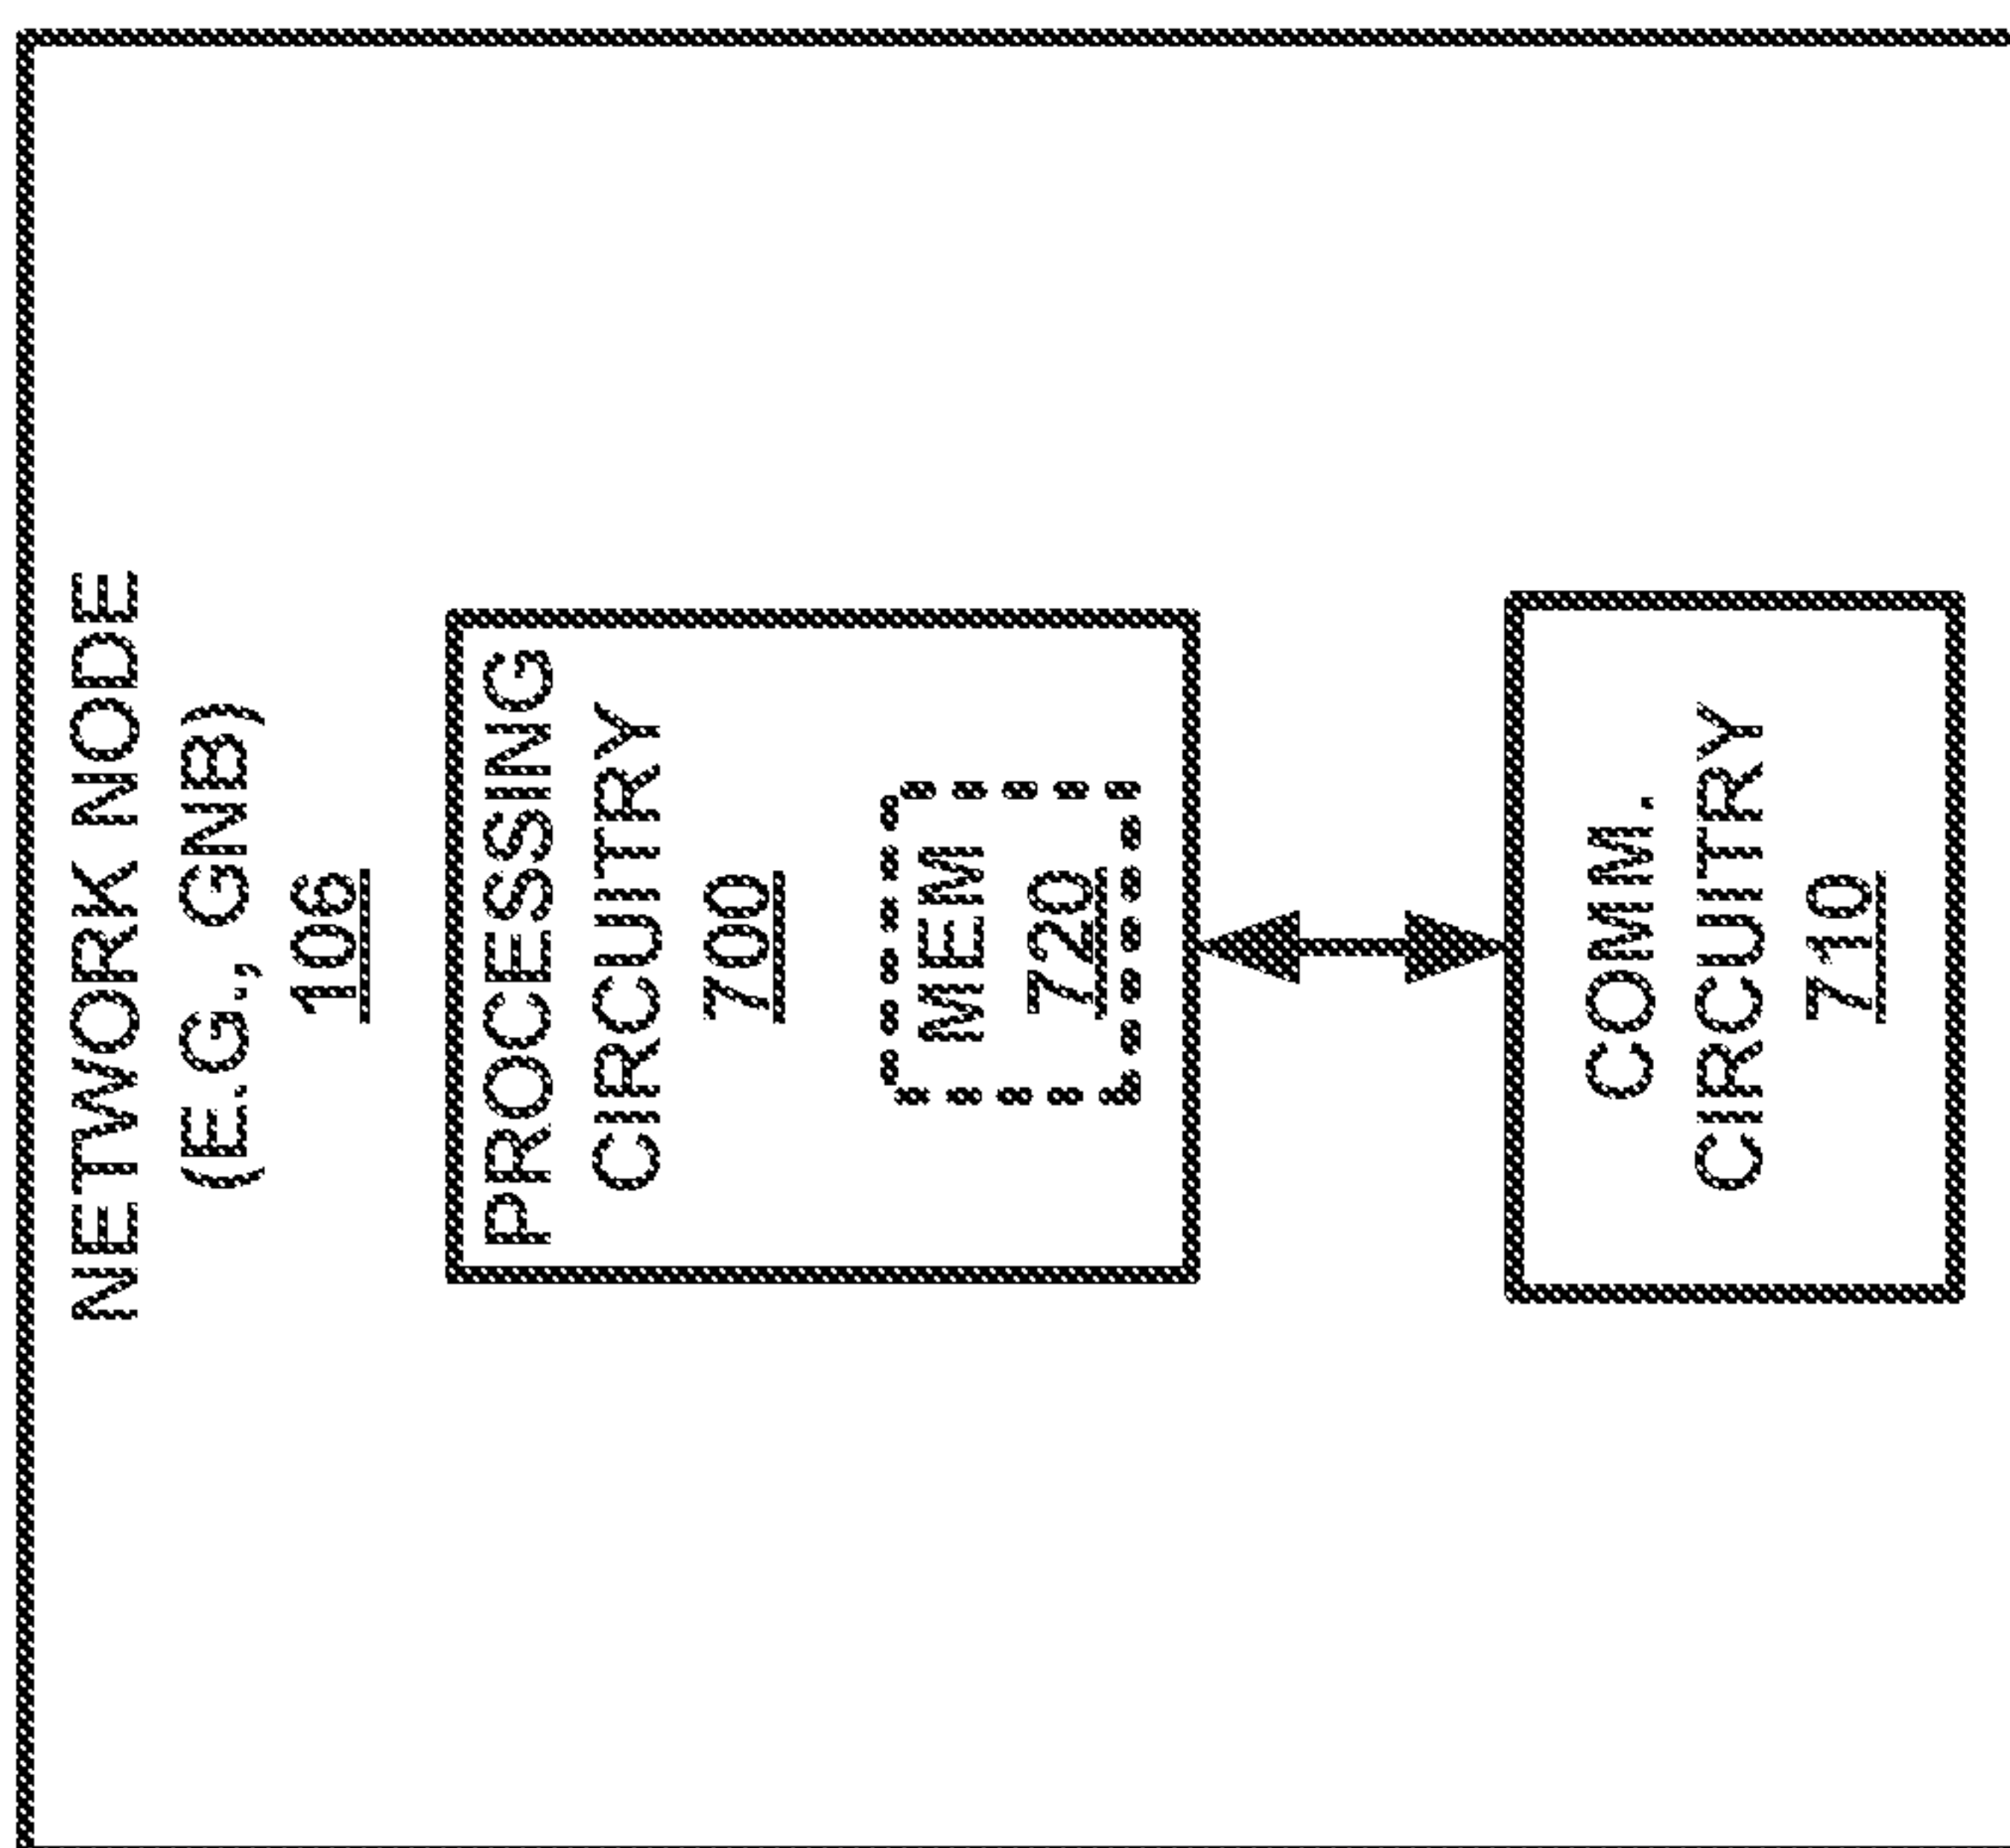 NETWORK NODE
(E.G., GNB)
106
PROCESSING
CIRCUITRY
700
MEM
720
COMM.
CIRCUITRY
710